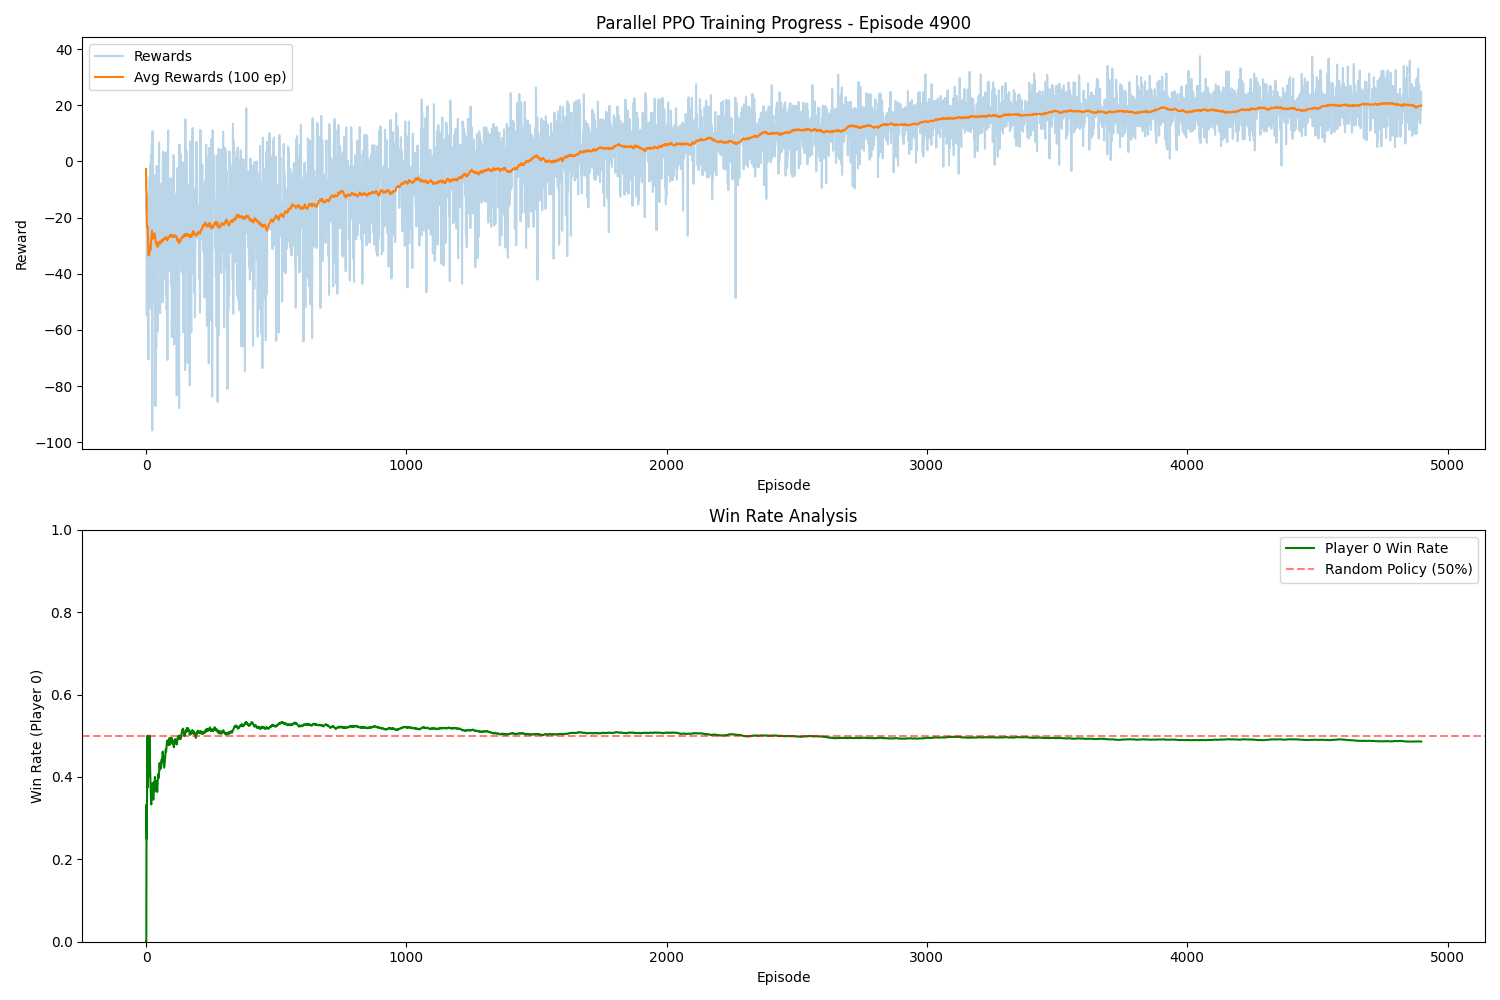 Parallel PPO Training Progress - Episode 4900
Rewards
Avg Rewards (100 ep)
Reward
40
20
0
−20
−40
−60
−80
−100
0 1000 2000 3000 4000 5000
Episode
Win Rate Analysis
Player 0 Win Rate
Random Policy (50%)
Win Rate (Player 0)
1.0
0.8
0.6
0.4
0.2
0.0
0 1000 2000 3000 4000 5000
Episode